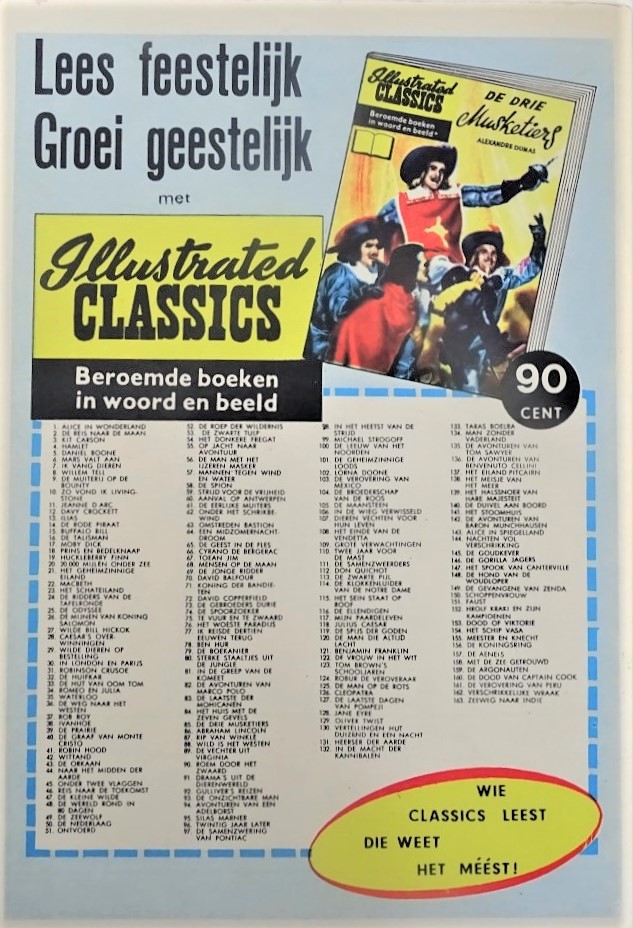 Lees feestelijk
Groei geestelijk
met
Illustrated
CLASSICS
Beroemde boeken
in woord en beeld
Illustrated
CLASSICS
Beroemde boeken
in woord en beeld
DE DRIE
Musketiers
ALEXANDRE DUMAS
90
CENT
1. ALICE IN WONDERLAND
2. DE REIS NAAR DE MAAN
3. KIT CARSON
4. HAMLET
5. DANIEL BOONE
6. MARS VALT AAN
7. IK VANG DIEREN
8. WILLEM TELL
9. DE MUITERIJ OP DE
BOUNTY
10. ZO VOND IK LIVING-
STONE
11. JEANNE D'ARC
12. DAVY CROCKETT
13. ILIAS
14. DE RODE PIRAAT
15. BUFFALO BILL
16. DE TALISMAN
17. MOBY DICK
18. PRINS EN BEDELKNAAP
19. HUCKLEBERRY FINN
20. 20.000 MIJLEN ONDER ZEE
21. HET GEHEIMZINNIGE
EILAND
22. MACBETH
23. HET SCHATEILAND
24. DE RIDDERS VAN DE
TAFELRONDE
25. DE ODYSSEE
26. DE MIJNEN VAN KONING
SALOMON
27. WILDE BILL HICKOK
28. CAESAR'S OVER-
WINNINGEN
29. WILDE DIEREN OP
BESTELLING
30. IN LONDEN EN PARIJS
31. ROBINSON CRUSOE
32. DE HUIFKAR
33. DE HUT VAN OOM TOM
34. ROMEO EN JULIA
35. WATERLOO
36. DE WEG NAAR HET
WESTEN
37. ROB ROY
38. IVANHOE
39. DE PRAIRIE
40. DE GRAAF VAN MONTE
CRISTO
41. ROBIN HOOD
42. WITTAND
43. DE ORKAAN
44. NAAR HET MIDDEN DER
AARDE
45. ONDER TWEE VLAGGEN
46. REIS NAAR DE TOEKOMST
47. DE KLEINE WILDE
48. DE WERELD ROND IN
80 DAGEN
49. DE ZEEWOLF
50. DE NEDERLAAG
51. ONTVOERD
52. DE ROEP DER WILDERNIS
53. DE ZWARTE TULP
54. HET DONKERE FREGAT
55. OP JACHT NAAR
AVONTUUR
56. DE MAN MET HET
IJZEREN MASKER
57. MANNEN TEGEN WIND
EN WATER
58. DE SPION
59. STRIJD VOOR DE VRIJHEID
60. AANVAL OP ANTWERPEN
61. DE EERLIJKE MUITERS
62. ONDER HET SCHRIKBE-
WIND
63. OMSTREDEN BASTION
64. EEN MIDZOMERNACHT-
DROOM
65. DE GEEST IN DE FLES
66. CYRANO DE BERGERAC
67. TOEAN JIM
68. MENSEN OP DE MAAN
69. DE JONGE RIDDER
70. DAVID BALFOUR
71. KONING DER BANDIE-
TEN
72. DAVID COPPERFIELD
73. DE GEBROEDERS DURIE
74. DE SPOORZOEKER
75. TE VUUR EN TE ZWAARD
76. HET WOESTE PARADIJS
77. IK REISDE DERTIEN
EEUWEN TERUG
78. BEN HUR
79. DE BOEKANIER
80. STERKE STAALTJES UIT
DE JUNGLE
81. IN DE GREEP VAN DE
KOMEET
82. DE AVONTUREN VAN
MARCO POLO
83. DE LAATSTE DER
MOHICANEN
84. HET HUIS MET DE
ZEVEN GEVELS
85. DE DRIE MUSKETIERS
86. ABRAHAM LINCOLN
87. RIP VAN WINKLE
88. WILD IS HET WESTEN
89. DE VECHTER UIT
VIRGINIA
90. ROEM DOOR HET
ZWAARD
91. DRAMA'S UIT DE
DIERENWERELD
92. GULLIVER'S REIZEN
93. DE ONZICHTBARE MAN
94. AVONTUREN VAN EEN
ADELBORST
95. SILAS MARNER
96. TWINTIG JAAR LATER
97. DE SAMENZWERING
VAN PONTIAC
98. IN HET HEETST VAN DE
STRIJD
99. MICHAEL STROGOFF
100. DE LEEUW VAN HET
NOORDEN
101. DE GEHEIMZINNIGE
LOODS
102. LORNA DOONE
103. DE VEROVERING VAN
MEXICO
104. DE BROEDERSCHAP
VAN DE ROOS
105. DE MAANSTEEN
106. IN DE WIEG VERWISSELD
107. DIEREN VECHTEN VOOR
HUN LEVEN
108. HET EINDE VAN DE
VENDETTA
109. GROTE VERWACHTINGEN
110. TWEE JAAR VOOR
DE MAST
111. DE SAMENZWEERDERS
112. DON QUICHOT
113. DE ZWARTE PIJL
114. DE KLOKKENLUIDER
VAN DE NOTRE DAME
115. HET SEIN STAAT OP
ROOF
116. DE ELLENDIGEN
117. MIJN PAARDELEVEN
118. JULIUS CAESAR
119. DE SPIJS DER GODEN
120. DE MAN DIE ALTIJD
LACHT
121. BENJAMIN FRANKLIN
122. DE VROUW IN HET WIT
123. TOM BROWN'S
SCHOOLJAREN
124. ROBUR DE VEROVERAAR
125. DE MAN OP DE ROTS
126. CLEOPATRA
127. DE LAATSTE DAGEN
VAN POMPEJI
128. JANE EYRE
129. OLIVER TWIST
130. VERTELLINGEN HUT
DUIZEND EN EEN NACHT
131. HEERSER DER AARDE
132. IN DE MACHT DER
KANNIBALEN
133. TARAS BOELBA
134. MAN ZONDER
VADERLAND
135. DE AVONTUREN VAN
TOM SAWYER
136. DE AVONTUREN VAN
BENVENUTO CELLINI
137. HET EILAND PITCAIRN
138. HET MEISJE VAN
HET MEER
139. HET HALSSNOER VAN
HARE MAJESTEIT
140. DE DUIVEL AAN BOORD
141. HET STOOMHUIS
142. DE AVONTUREN VAN
BARON MUNCHHAUSEN
143. ALICE IN SPIEGELLAND
144. NACHTEN VOL
VERSCHRIKKING
145. DE GOUDKEVER
146. DE GORILLA JAGERS
147. HET SPOOK VAN CANTERVILLE
148. DE HOND VAN DE
WOUDLOPER
149. DE GEVANGENE VAN ZENDA
150. SCHOPPENVROUW
151. FAUST
152. HROLF KRAKI EN ZIJN
KAMPIOENEN
153. DOOD OP VIKTORIE
154. HET SCHIP VASA
155. MEESTER EN KNECHT
156. DE KONINGSRING
157. DE AENEIS
158. MET DE ZEE GETROUWD
159. DE ARGONAUTEN
160. DE DOOD VAN CAPTAIN COOK
161. DE VEROVERING VAN PERU
162. VERSCHRIKKELIJKE WRAAK
163. ZEEWEG NAAR INDIE
WIE
CLASSICS LEEST
DIE WEET
HET MÉÉST!